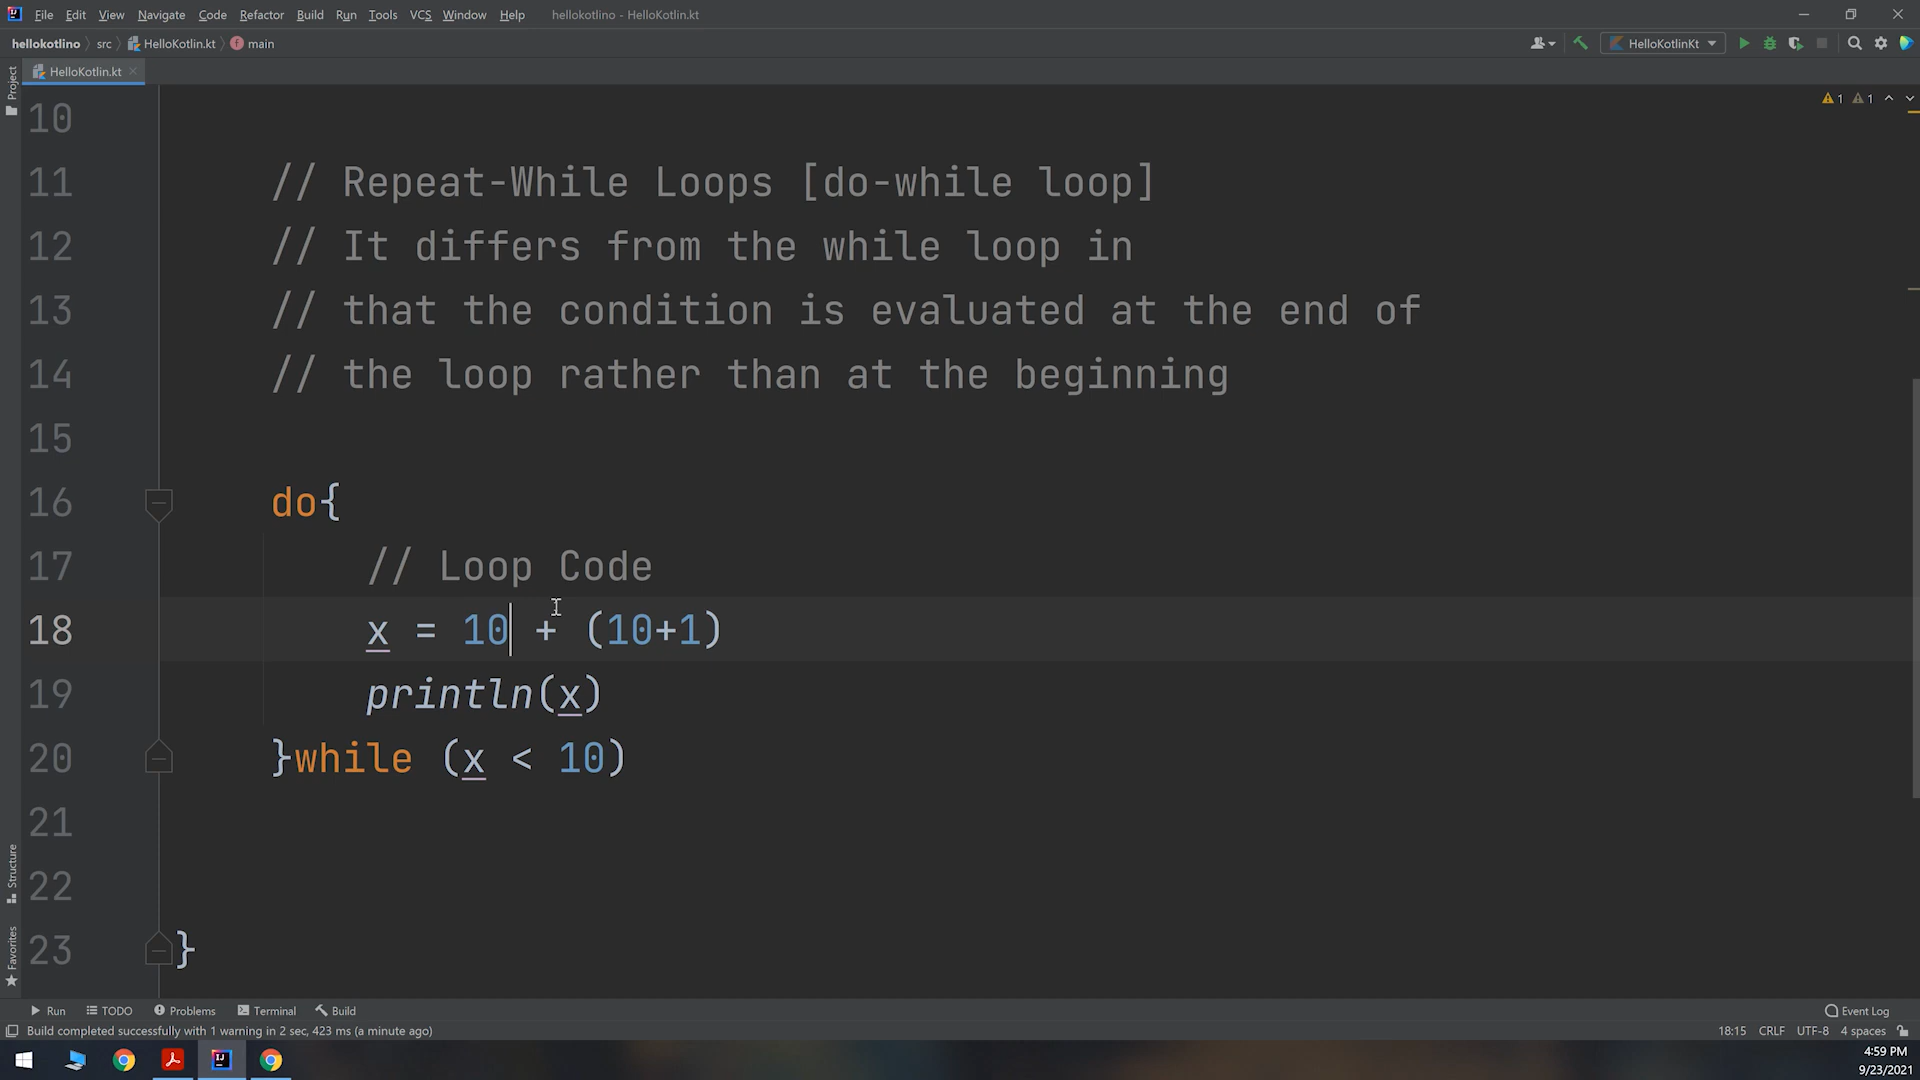 File Edit View Navigate Code Refactor Build Run Tools VCS Window Help hellokotlino - HelloKotlin.kt
hellokotlino src HelloKotlin.kt main HelloKotlinKt
Project
HelloKotlin.kt
1 1
10
11 // Repeat-While Loops [do-while loop]
12 // It differs from the while loop in
13 // that the condition is evaluated at the end of
14 // the loop rather than at the beginning
15
16 do{
17 // Loop Code
18 x = 10 + (10+1)
19 println(x)
20 }while (x < 10)
21
22
23 }
Structure
Favorites
Run TODO Problems Terminal Build Event Log
Build completed successfully with 1 warning in 2 sec, 423 ms (a minute ago) 18:15 CRLF UTF-8 4 spaces
4:59 PM
9/23/2021